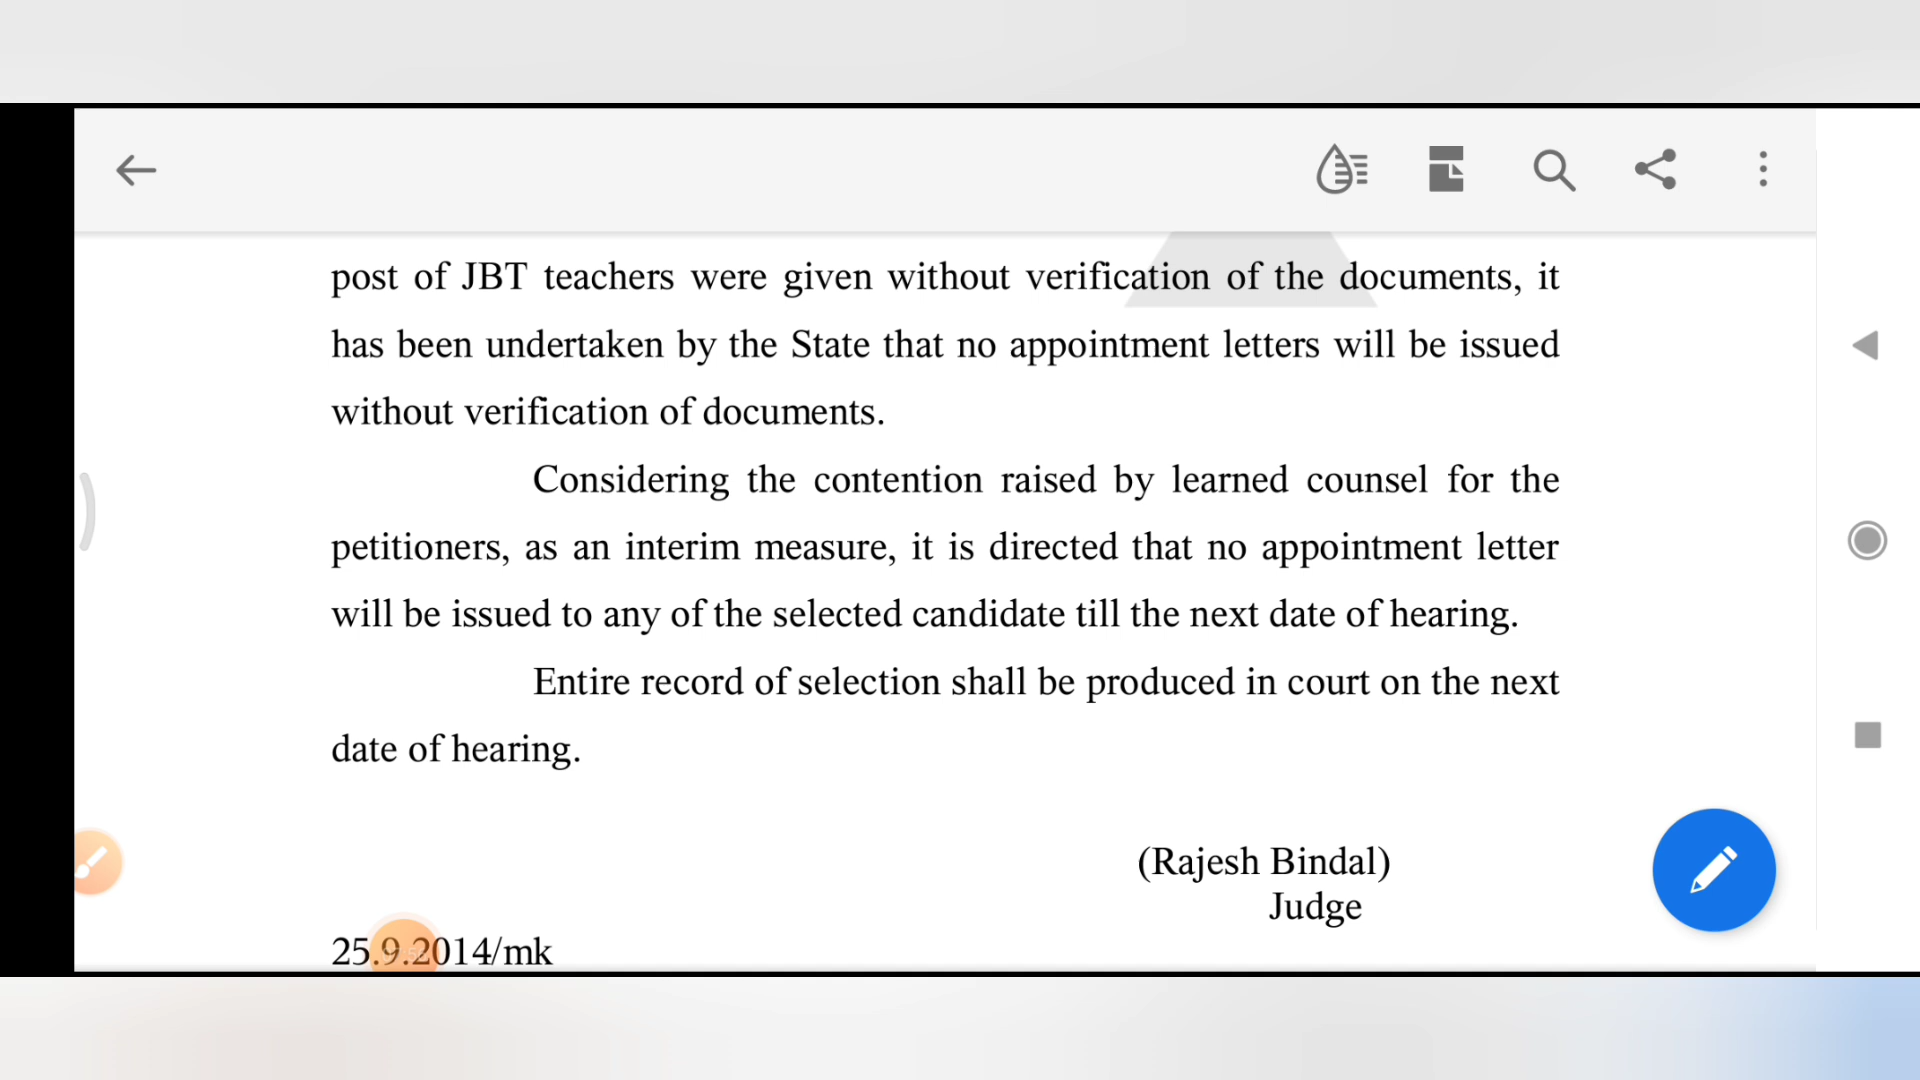 post of JBT teachers were given without verification of the documents, it
has been undertaken by the State that no appointment letters will be issued
without verification of documents.
Considering the contention raised by learned counsel for the
petitioners, as an interim measure, it is directed that no appointment letter
will be issued to any of the selected candidate till the next date of hearing.
Entire record of selection shall be produced in court on the next
date of hearing.
(Rajesh Bindal)
Judge
25.9.2014/mk